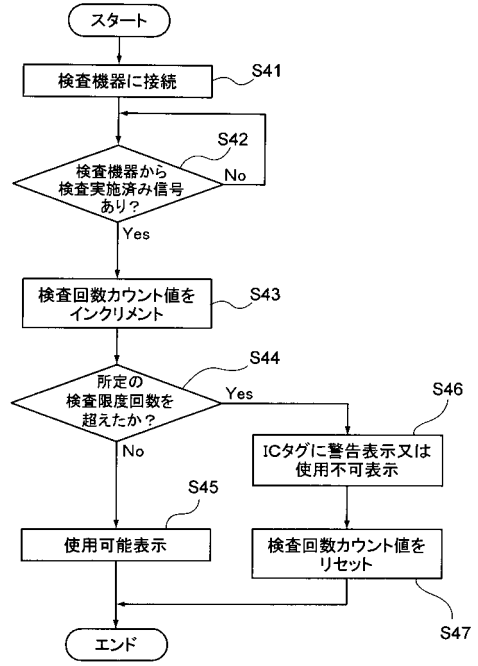 スタート
検査機器に接続
S41
検査機器から
検査実施済み信号
あり？
S42
No
Yes
検査回数カウント値を
インクリメント
S43
所定の
検査限度回数を
超えたか？
S44
Yes
No
ICタグに警告表示又は
使用不可表示
S46
使用可能表示
S45
検査回数カウント値を
リセット
S47
エンド